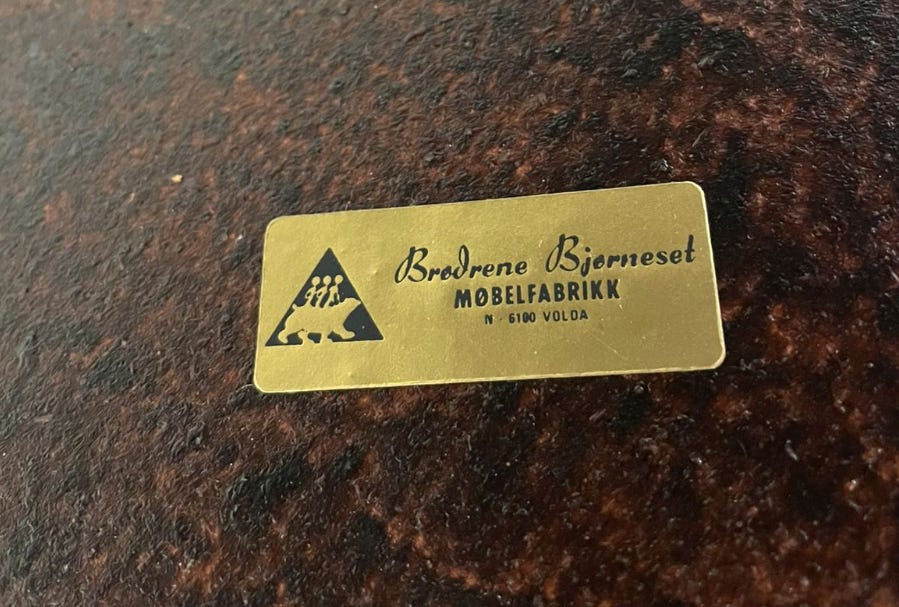 Brødrene Bjørneset
MØBELFABRIKK
N - 6100 VOLDA